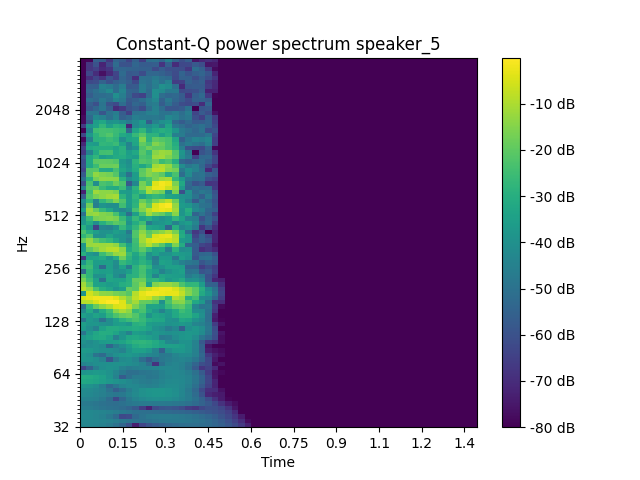 Constant-Q power spectrum speaker_5
Hz
2048
1024
512
256
128
64
32
0 0.15 0.3 0.45 0.6 0.75 0.9 1.1 1.2 1.4
Time
-10 dB
-20 dB
-30 dB
-40 dB
-50 dB
-60 dB
-70 dB
-80 dB